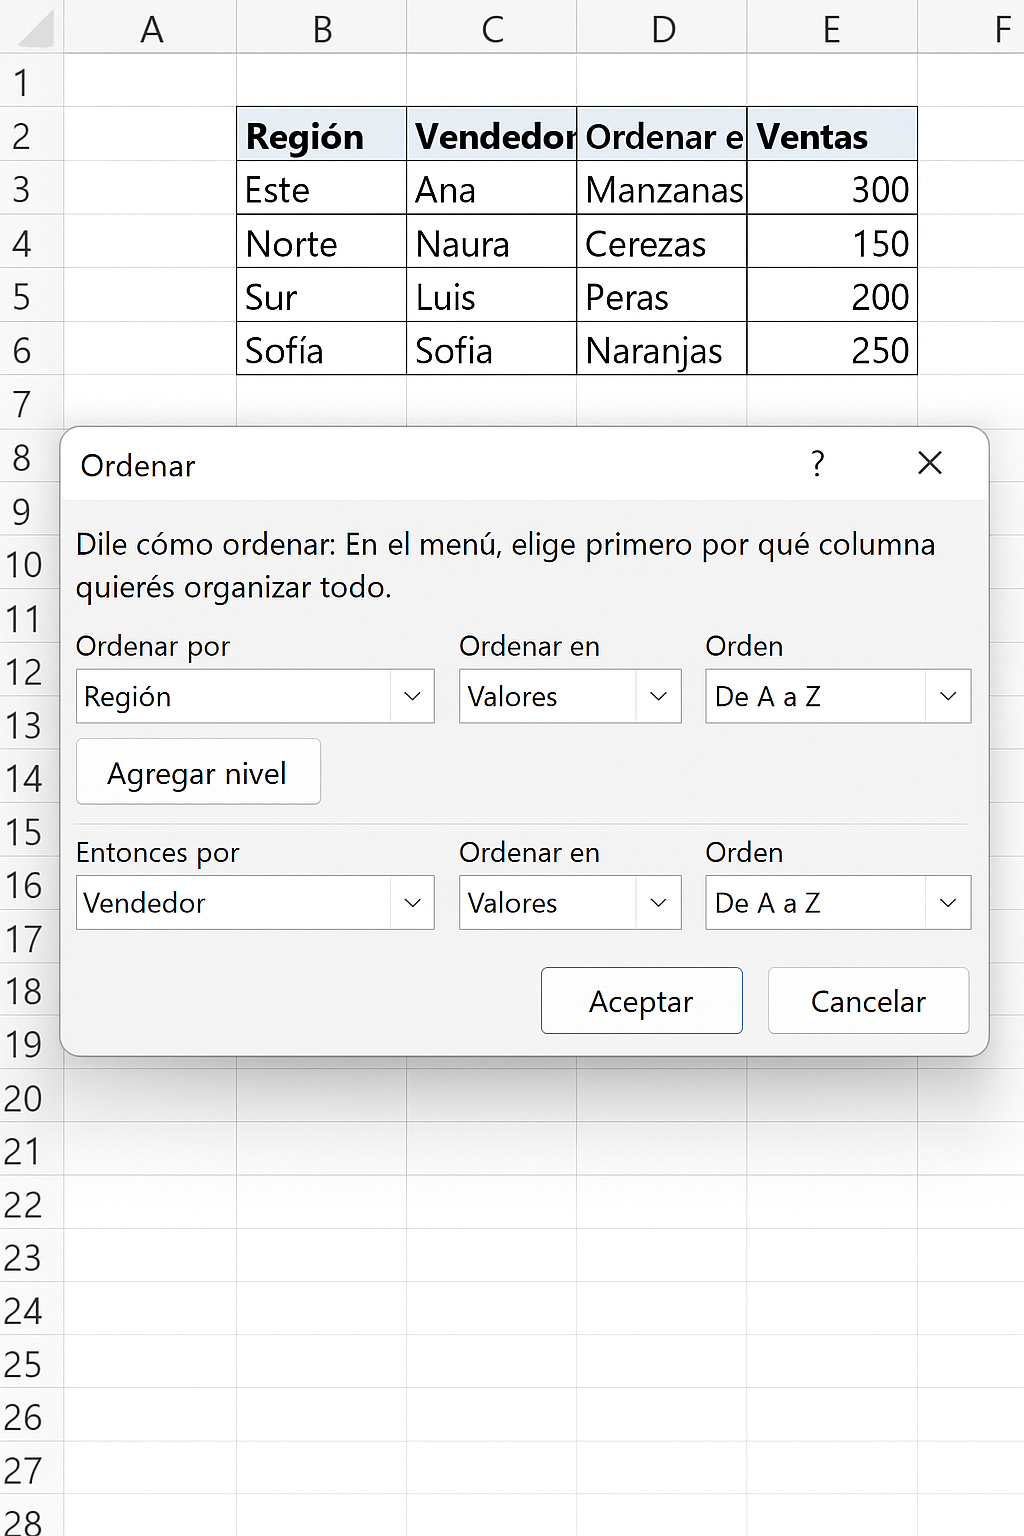 A B C D E F
1
2 Región Vendedor Ordenar e Ventas
3 Este Ana Manzanas 300
4 Norte Naura Cerezas 150
5 Sur Luis Peras 200
6 Sofía Sofia Naranjas 250
7
8
Ordenar ? ×
9
10
Dile cómo ordenar: En el menú, elige primero por qué columna
quierés organizar todo.
11
Ordenar por Ordenar en Orden
12
Región Valores De A a Z
13
14
Agregar nivel
15
Entonces por Ordenar en Orden
16
Vendedor Valores De A a Z
17
18
Aceptar Cancelar
19
20
21
22
23
24
25
26
27
28